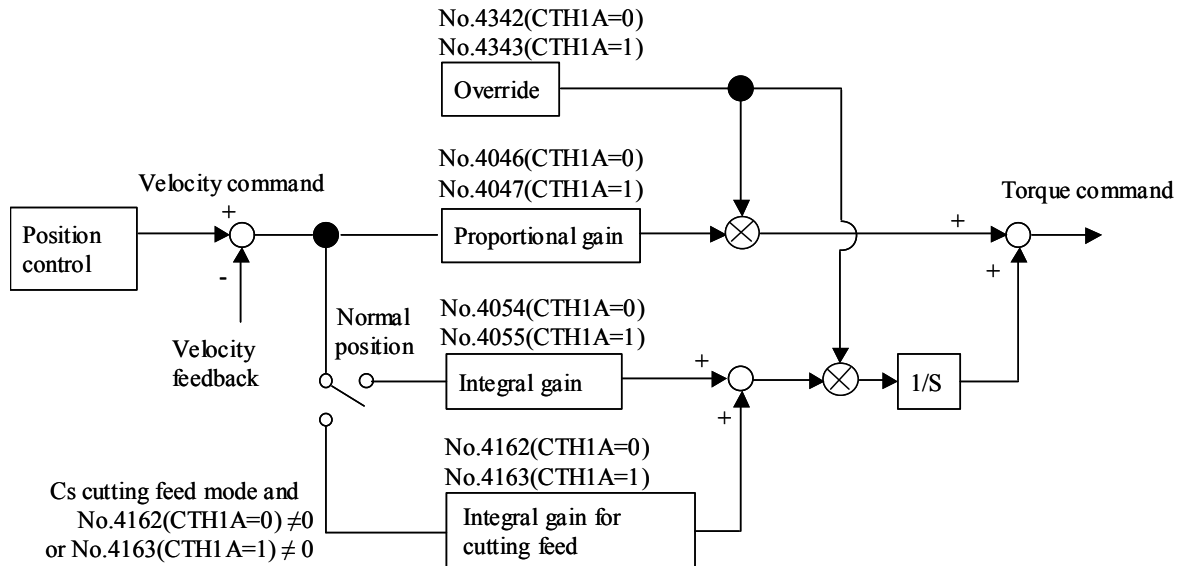 No.4342(CTH1A=0)
No.4343(CTH1A=1)
Override
No.4046(CTH1A=0)
No.4047(CTH1A=1)
Velocity command
Torque command
+
+
Position
control
Proportional gain
-
+
Velocity
feedback
Normal
position
No.4054(CTH1A=0)
No.4055(CTH1A=1)
+
Integral gain
1/S
+
No.4162(CTH1A=0)
No.4163(CTH1A=1)
Cs cutting feed mode and
No.4162(CTH1A=0) ≠0
or No.4163(CTH1A=1) ≠ 0
Integral gain for
cutting feed